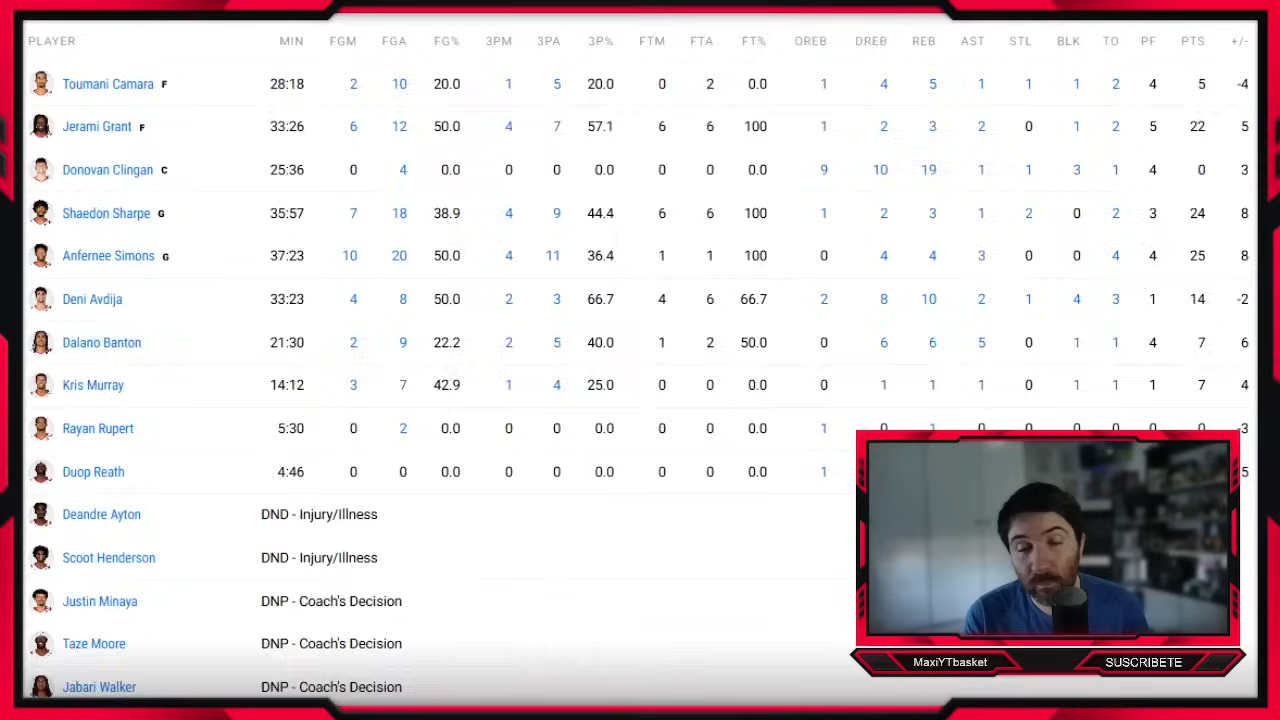 PLAYER MIN FGM FGA FG% 3PM 3PA 3P% FTM FTA FT% OREB DREB REB AST STL BLK TO PF PTS +/-
Toumani Camara F 28:18 2 10 20.0 1 5 20.0 0 2 0.0 1 4 5 1 1 1 2 4 5 -4
Jerami Grant F 33:26 6 12 50.0 4 7 57.1 6 6 100 1 2 3 2 0 1 2 5 22 5
Donovan Clingan C 25:36 0 4 0.0 0 0 0.0 0 0 0.0 9 10 19 1 1 3 1 4 0 3
Shaedon Sharpe G 35:57 7 18 38.9 4 9 44.4 6 6 100 1 2 3 1 2 0 2 3 24 8
Anfernee Simons G 37:23 10 20 50.0 4 11 36.4 1 1 100 0 4 4 3 0 0 4 4 25 8
Deni Avdija 33:23 4 8 50.0 2 3 66.7 4 6 66.7 2 8 10 2 1 4 3 1 14 -2
Dalano Banton 21:30 2 9 22.2 2 5 40.0 1 2 50.0 0 6 6 5 0 1 1 4 7 6
Kris Murray 14:12 3 7 42.9 1 4 25.0 0 0 0.0 0 1 1 1 0 1 1 1 7 4
Rayan Rupert 5:30 0 2 0.0 0 0 0.0 0 0 0.0 1 0 1 0 0 0 0 0 0 -3
Duop Reath 4:46 0 0 0.0 0 0 0.0 0 0 0.0 1 5
Deandre Ayton DND - Injury/Illness
Scoot Henderson DND - Injury/Illness
Justin Minaya DNP - Coach's Decision
Taze Moore DNP - Coach's Decision
Jabari Walker DNP - Coach's Decision
MaxiYTbasket SUSCRIBETE